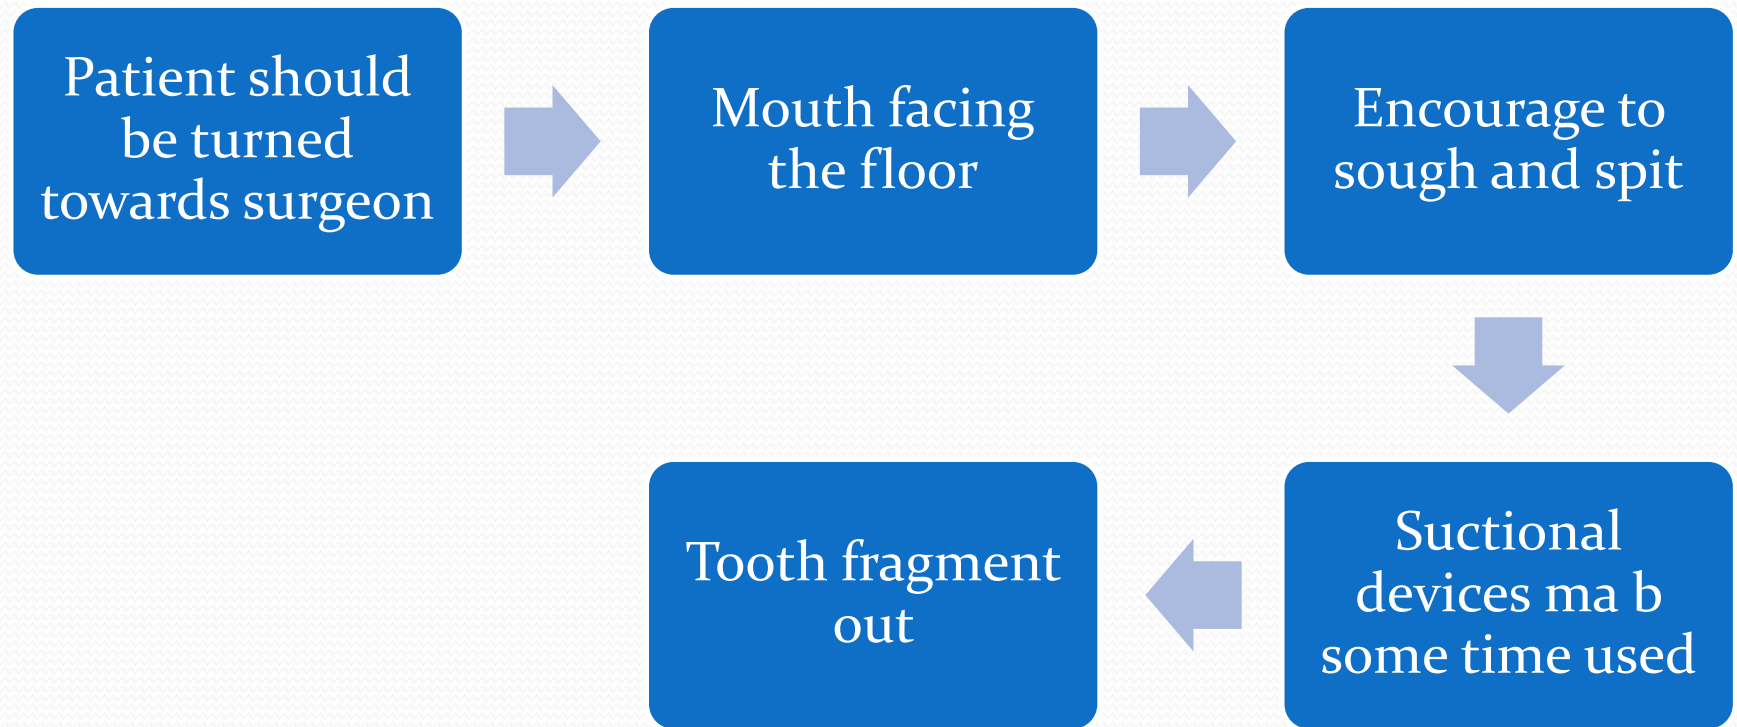 Patient should
be turned
towards surgeon
Mouth facing
the floor
Encourage to
sough and spit
Suctional
devices ma b
some time used
Tooth fragment
out